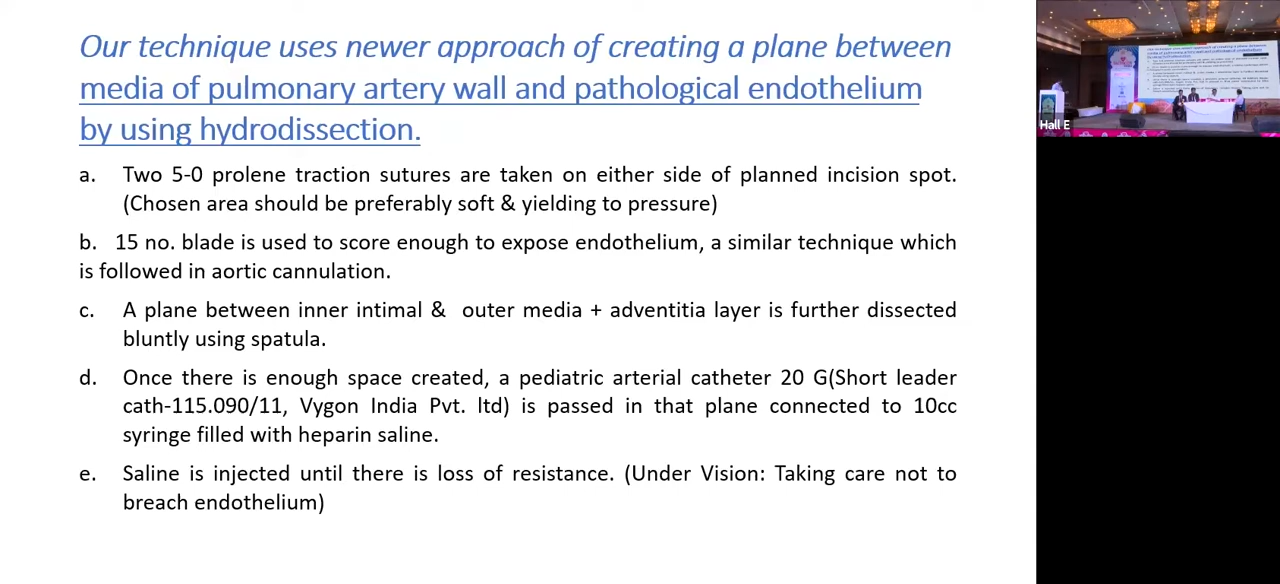 Our technique uses newer approach of creating a plane between
media of pulmonary artery wall and pathological endothelium
by using hydrodissection.
a. Two 5-0 prolene traction sutures are taken on either side of planned incision spot.
(Chosen area should be preferably soft & yielding to pressure)
b. 15 no. blade is used to score enough to expose endothelium, a similar technique which
is followed in aortic cannulation.
c. A plane between inner intimal & outer media + adventitia layer is further dissected
bluntly using spatula.
d. Once there is enough space created, a pediatric arterial catheter 20 G(Short leader
cath-115.090/11, Vygon India Pvt. ltd) is passed in that plane connected to 10cc
syringe filled with heparin saline.
e. Saline is injected until there is loss of resistance. (Under Vision: Taking care not to
breach endothelium)
Hall E